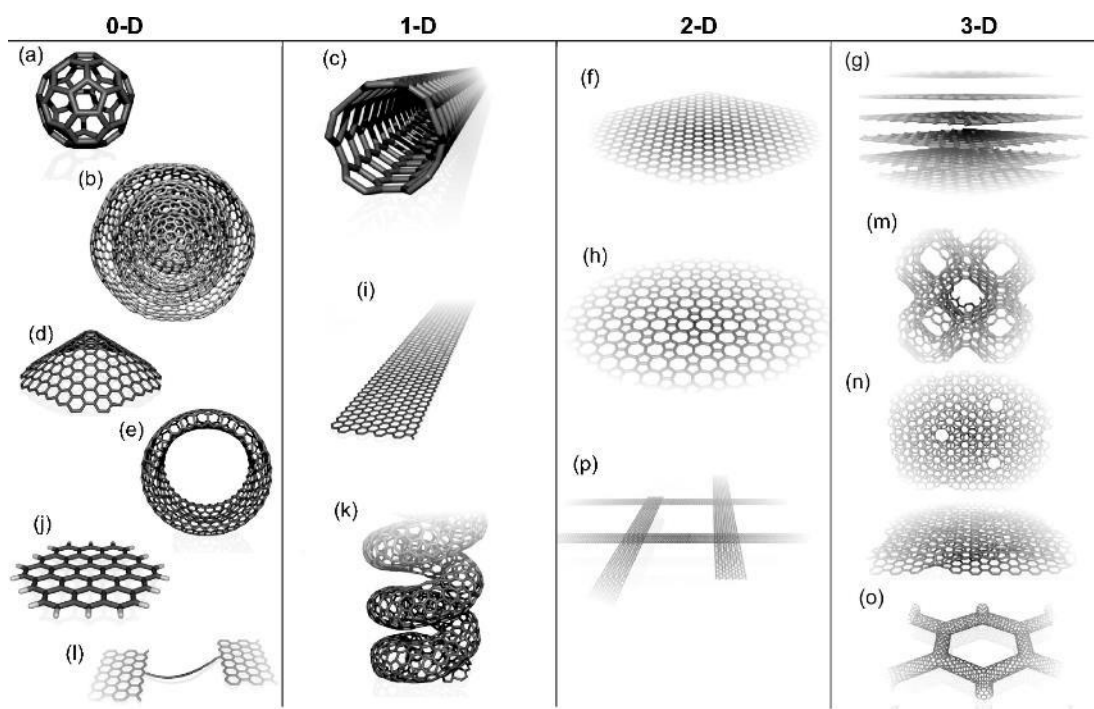 0-D 1-D 2-D 3-D
(a)
(b)
(d)
(e)
(j)
(l)
(c)
(i)
(k)
(f)
(h)
(p)
(g)
(m)
(n)
(o)